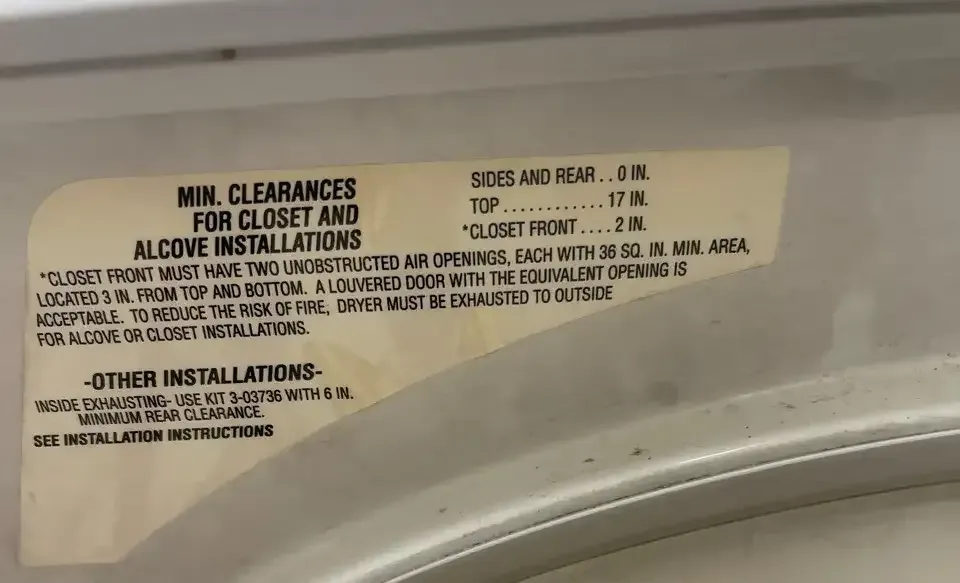 MIN. CLEARANCES
FOR CLOSET AND
ALCOVE INSTALLATIONS
SIDES AND REAR . . 0 IN.
TOP . . . . . . . . . . . . 17 IN.
*CLOSET FRONT . . . . 2 IN.
*CLOSET FRONT MUST HAVE TWO UNOBSTRUCTED AIR OPENINGS, EACH WITH 36 SQ. IN. MIN. AREA,
LOCATED 3 IN. FROM TOP AND BOTTOM. A LOUVERED DOOR WITH THE EQUIVALENT OPENING IS
ACCEPTABLE. TO REDUCE THE RISK OF FIRE, DRYER MUST BE EXHAUSTED TO OUTSIDE
FOR ALCOVE OR CLOSET INSTALLATIONS.
-OTHER INSTALLATIONS-
INSIDE EXHAUSTING- USE KIT 3-03736 WITH 6 IN.
MINIMUM REAR CLEARANCE.
SEE INSTALLATION INSTRUCTIONS